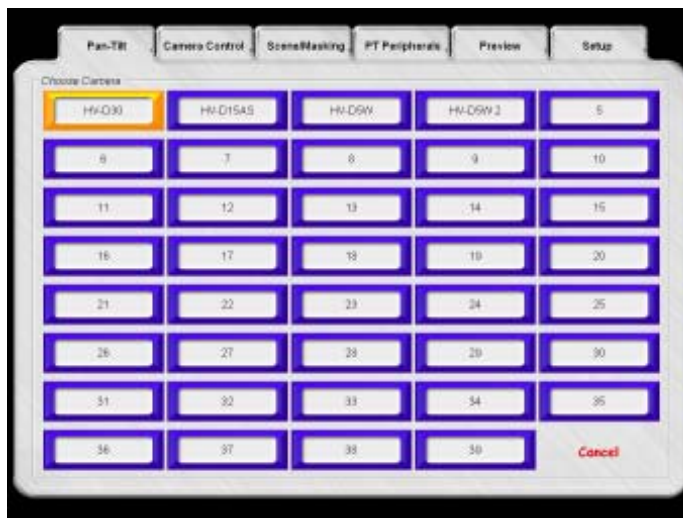 Pan-Tilt Camera Control Scene/Masking PT Peripherals Preview Setup
Choose Camera
HV-D30 HV-D15AS HV-D5W HV-D5W 2 5
6 7 8 9 10
11 12 13 14 15
16 17 18 19 20
21 22 23 24 25
26 27 28 29 30
31 32 33 34 35
36 37 38 39 Cancel